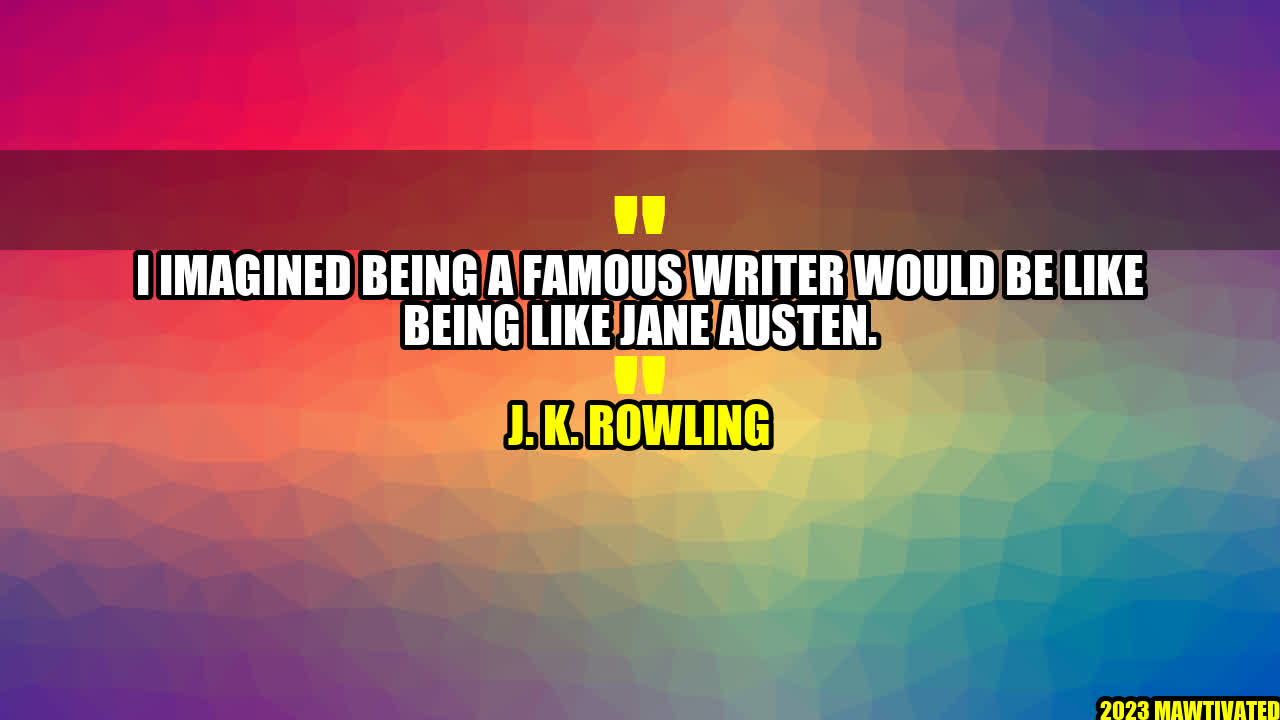 "
I IMAGINED BEING A FAMOUS WRITER WOULD BE LIKE
BEING LIKE JANE AUSTEN.
"
J. K. ROWLING
2023 MAWTIVATED